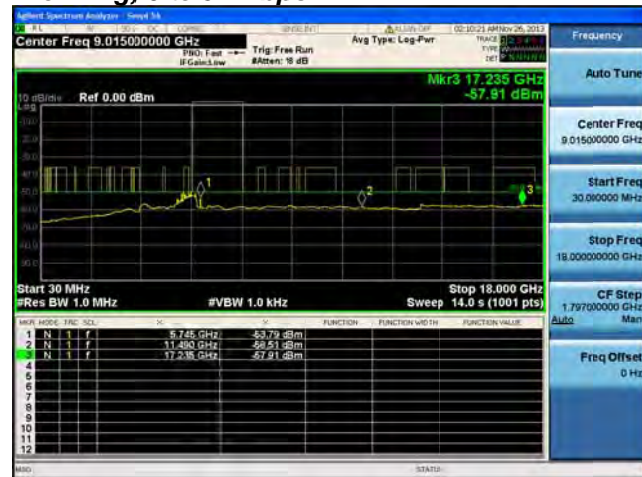 Agilent Spectrum Analyzer - Swept SA
Center Freq 9.015000000 GHz
PNO: Fast
IFGain:Low
Trig: Free Run
#Atten: 18 dB
Avg Type: Log-Pwr
02:10:21 AM Nov 26, 2013
TRACE
TYPE
DET
Mkr3 17.235 GHz
-57.91 dBm
10 dB/div
Log
Ref 0.00 dBm
1
2
3
Start 30 MHz
Stop 18.000 GHz
#Res BW 1.0 MHz
#VBW 1.0 kHz
Sweep 14.0 s (1001 pts)
MKR MODE TRC SCL X FUNCTION FUNCTION WIDTH FUNCTION VALUE
1 N 1 f 5.745 GHz -53.79 dBm
2 N 1 f 11.490 GHz -58.51 dBm
3 N 1 f 17.235 GHz -57.91 dBm
4
5
6
7
8
9
10
11
12
MSG
STATUS
Frequency
Auto Tune
Center Freq
9.015000000 GHz
Start Freq
30.000000 MHz
Stop Freq
18.000000000 GHz
CF Step
1.797000000 GHz
Auto Man
Freq Offset
0 Hz